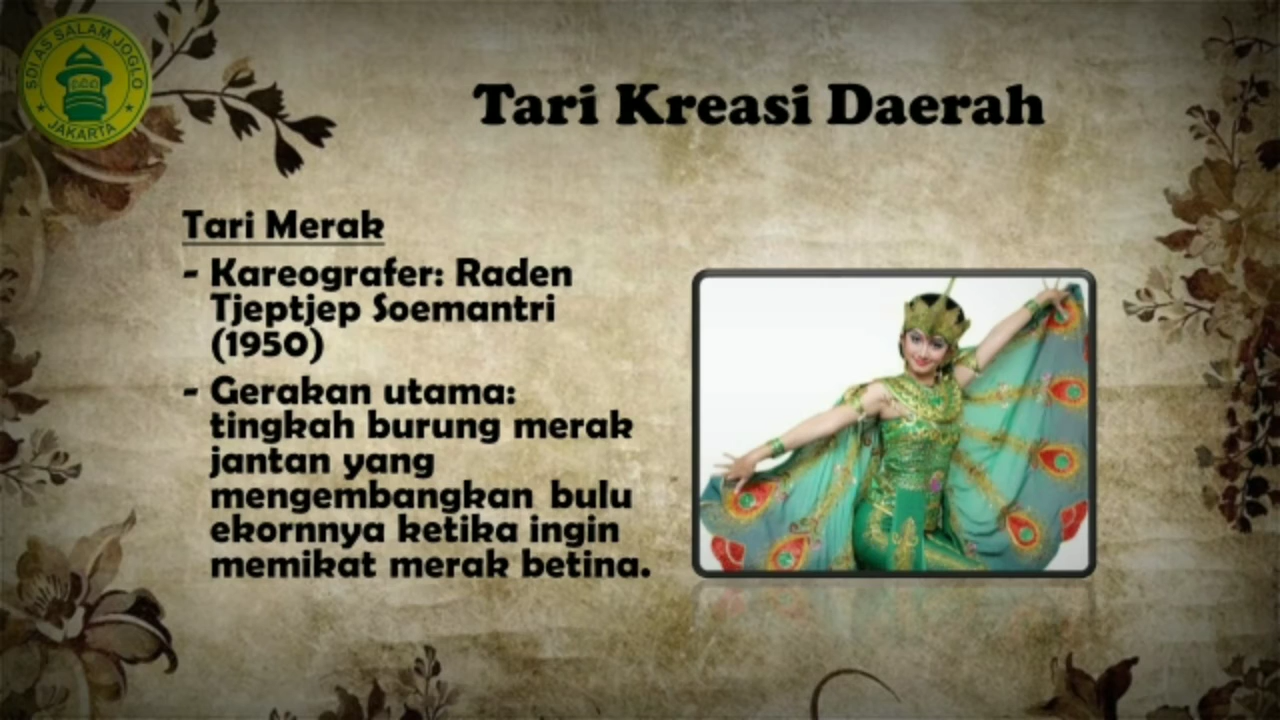 SDI AS SALAM JOGLO
JAKARTA
Tari Kreasi Daerah
Tari Merak
- Kareografer: Raden
Tjeptjep Soemantri
(1950)
- Gerakan utama:
tingkah burung merak
jantan yang
mengembangkan bulu
ekornnya ketika ingin
memikat merak betina.